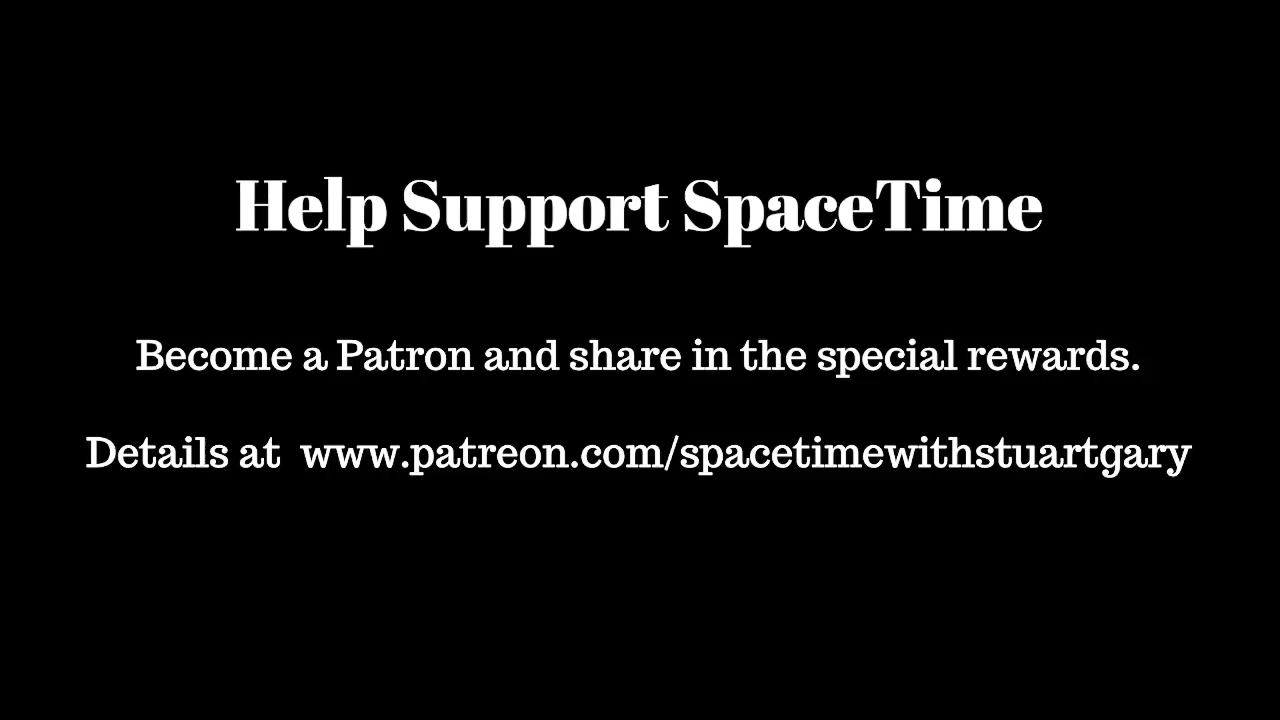 Help Support SpaceTime
Become a Patron and share in the special rewards.
Details at www.patreon.com/spacetimewithstuartgary